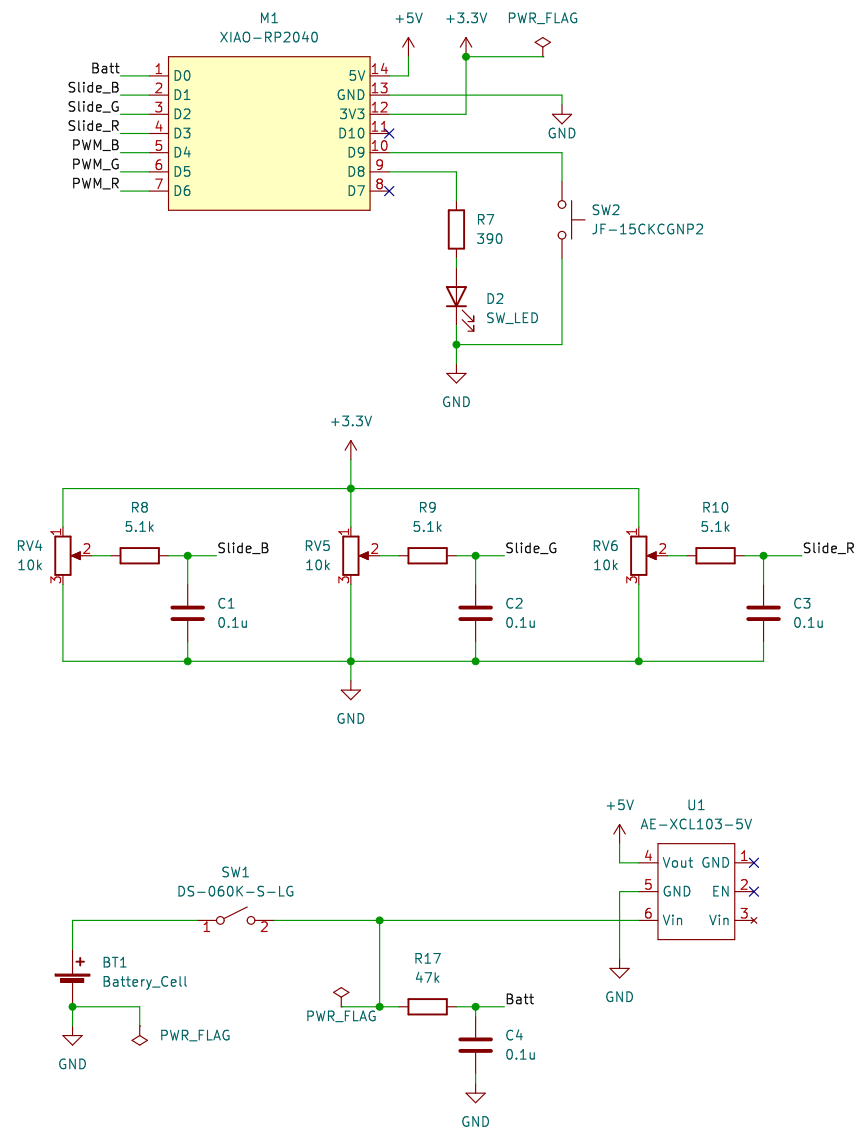 M1
XIAO-RP2040
+5V
+3.3V
PWR_FLAG
Batt 1 D0 5V 14
Slide_B 2 D1 GND 13
Slide_G 3 D2 3V3 12
Slide_R 4 D3 D10 11
PWM_B 5 D4 D9 10
PWM_G 6 D5 D8 9
PWM_R 7 D6 D7 8
GND
R7
390
SW2
JF-15CKCGNP2
D2
SW_LED
GND
+3.3V
R8
5.1k
R9
5.1k
R10
5.1k
RV4
10k
1
2
3
Slide_B
RV5
10k
1
2
3
Slide_G
RV6
10k
1
2
3
Slide_R
C1
0.1u
C2
0.1u
C3
0.1u
GND
+5V
U1
AE-XCL103-5V
4 Vout GND 1
5 GND EN 2
6 Vin Vin 3
GND
SW1
DS-060K-S-LG
1
2
BT1
Battery_Cell
+
PWR_FLAG
GND
R17
47k
PWR_FLAG
Batt
C4
0.1u
GND